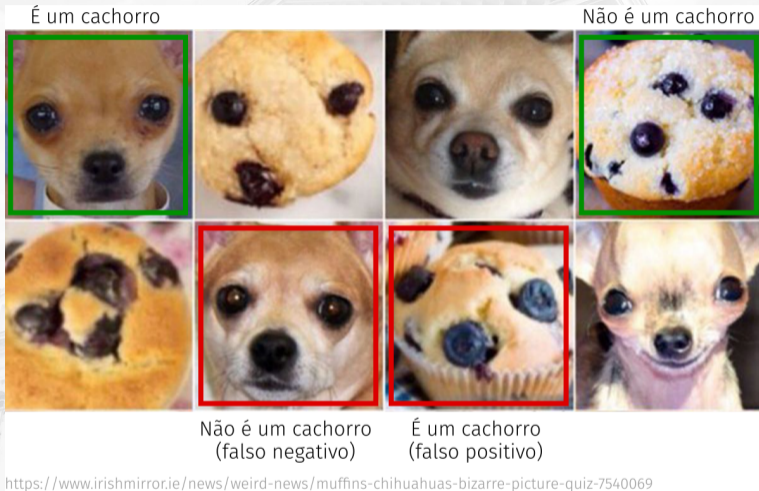 É um cachorro
Não é um cachorro
Não é um cachorro
(falso negativo)
É um cachorro
(falso positivo)
https://www.irishmirror.ie/news/weird-news/muffins-chihuahuas-bizarre-picture-quiz-7540069